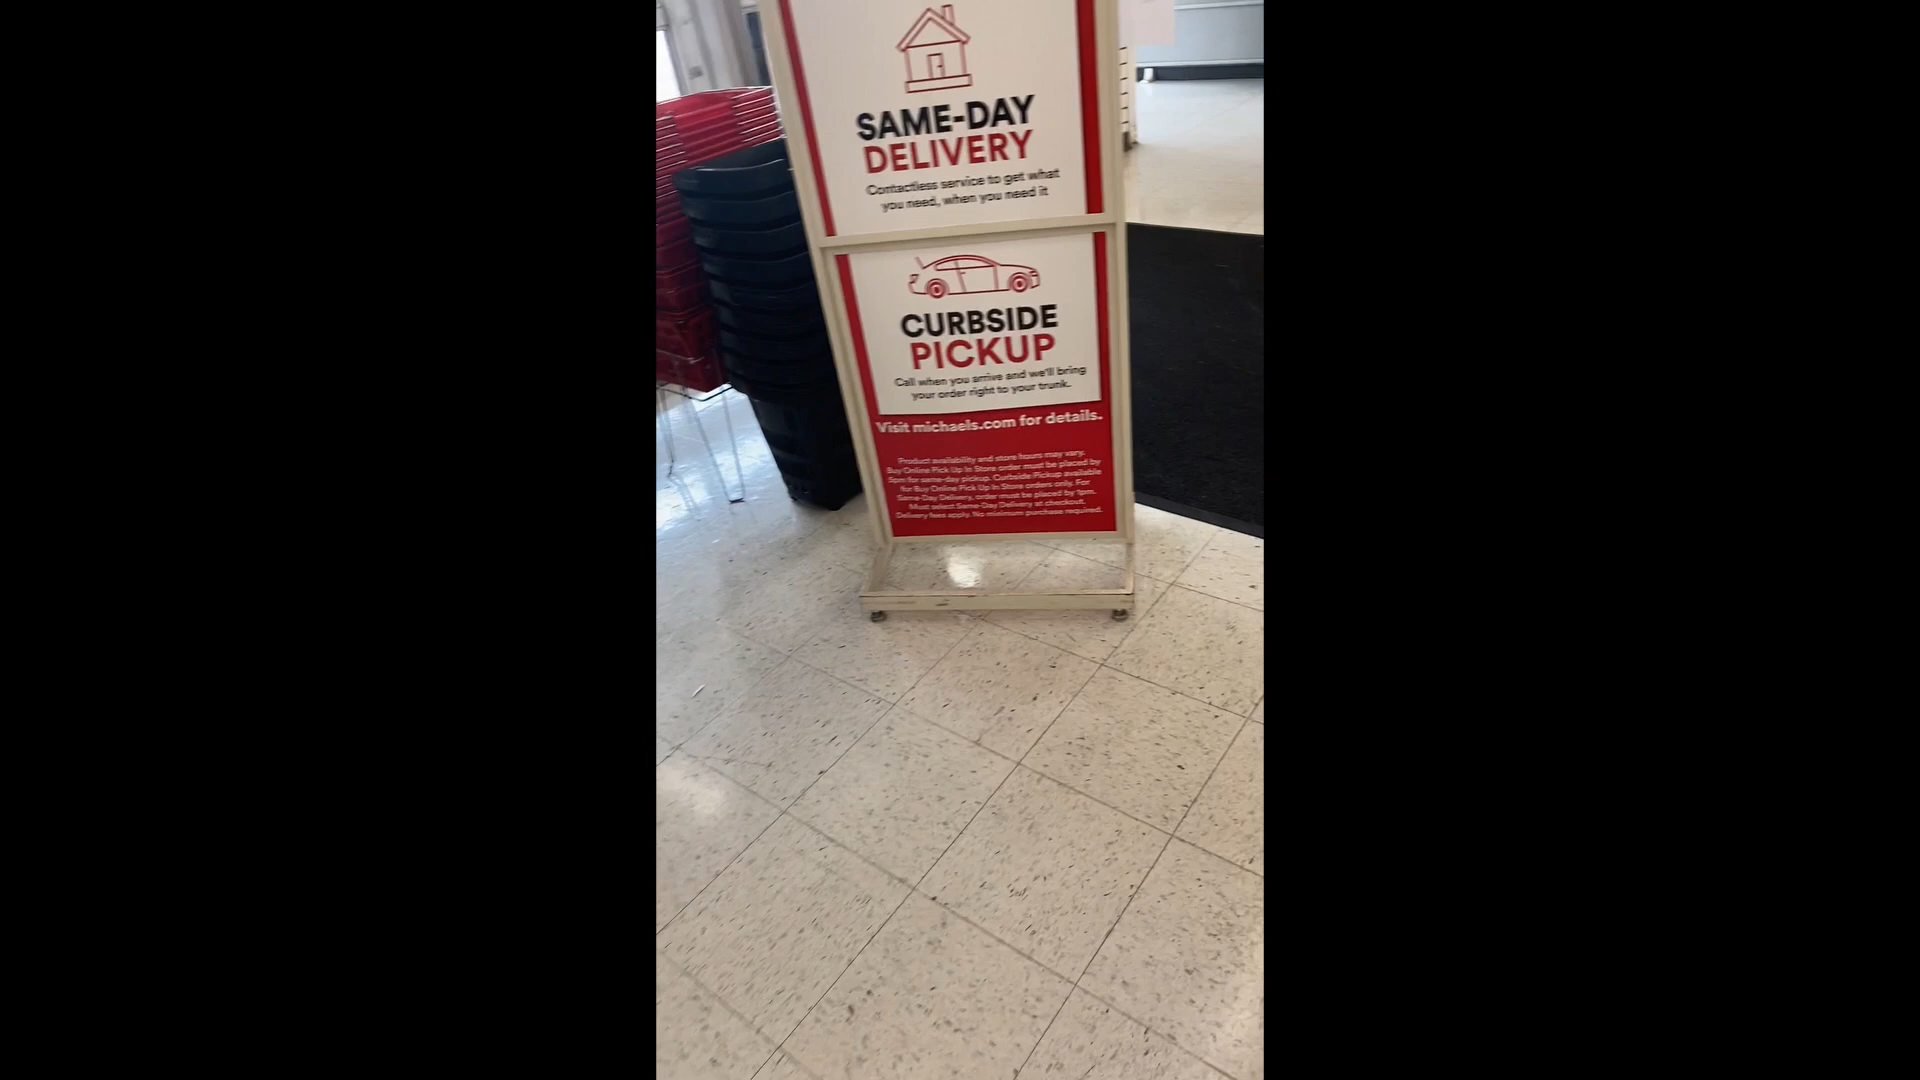 SAME-DAY
DELIVERY
Contactless service to get what
you need, when you need it
CURBSIDE
PICKUP
Call when you arrive and we'll bring
your order right to your trunk.
Visit michaels.com for details.
Product availability and store hours may vary.
Buy Online Pick Up In Store order must be placed by
5pm for same-day pickup. Curbside Pickup available
for Buy Online Pick Up In Store orders only. For
Same-Day Delivery, order must be placed by 1pm.
Must select Same-Day Delivery at checkout.
Delivery fees apply. No minimum purchase required.